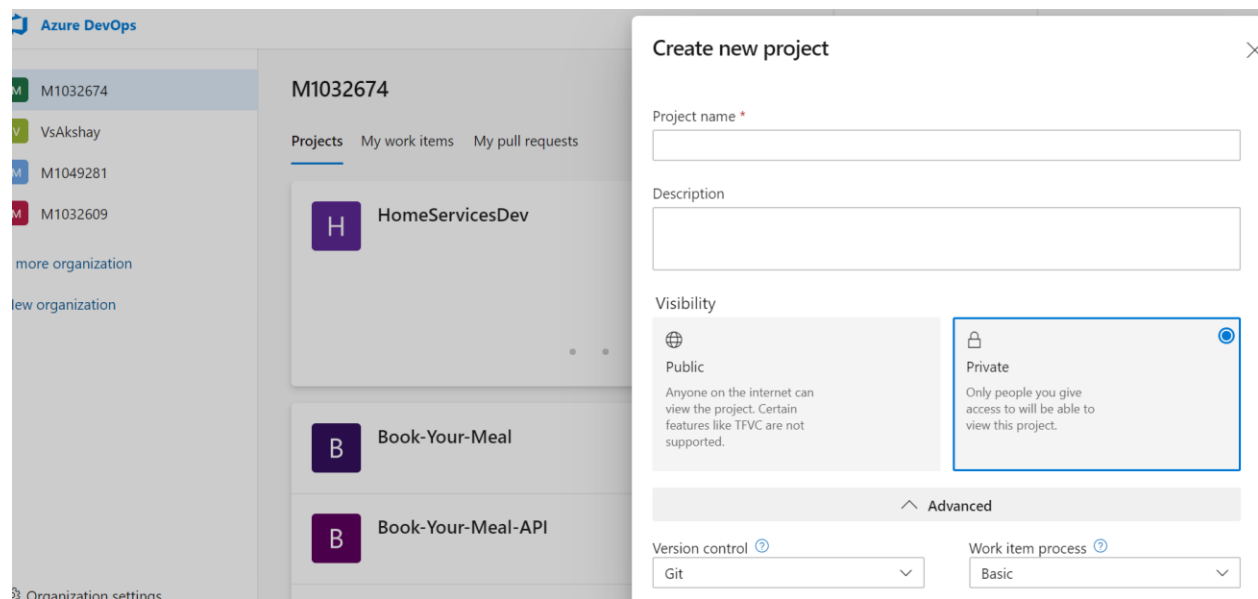 Azure DevOps
M M1032674
V VsAkshay
M M1049281
M M1032609
more organization
New organization
Organization settings
M1032674
Projects My work items My pull requests
H HomeServicesDev
B Book-Your-Meal
B Book-Your-Meal-API
Create new project
Project name *
Description
Visibility
Public
Anyone on the internet can
view the project. Certain
features like TFVC are not
supported.
Private
Only people you give
access to will be able to
view this project.
Advanced
Version control ?
Git
Work item process ?
Basic